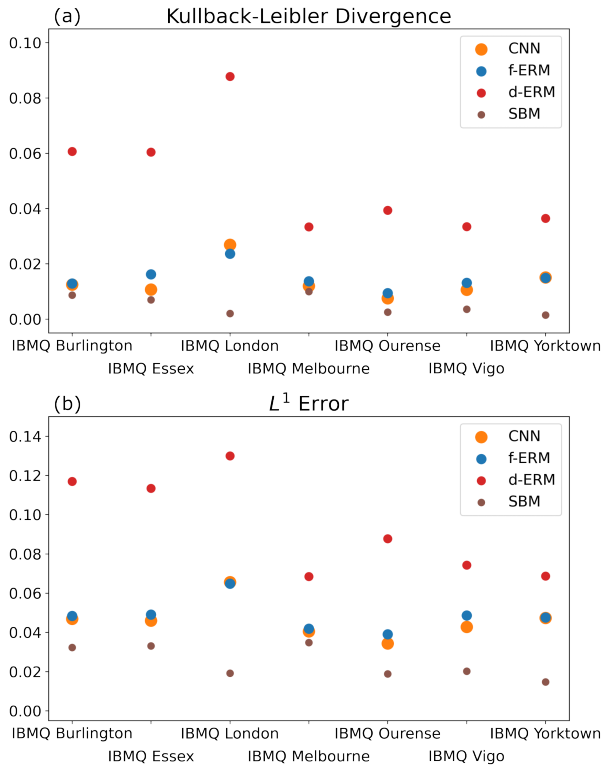 (a) Kullback-Leibler Divergence
0.10
0.08
0.06
0.04
0.02
0.00
CNN
f-ERM
d-ERM
SBM
IBMQ Burlington IBMQ London IBMQ Ourense IBMQ Yorktown
IBMQ Essex IBMQ Melbourne IBMQ Vigo
(b) L¹ Error
0.14
0.12
0.10
0.08
0.06
0.04
0.02
0.00
CNN
f-ERM
d-ERM
SBM
IBMQ Burlington IBMQ London IBMQ Ourense IBMQ Yorktown
IBMQ Essex IBMQ Melbourne IBMQ Vigo